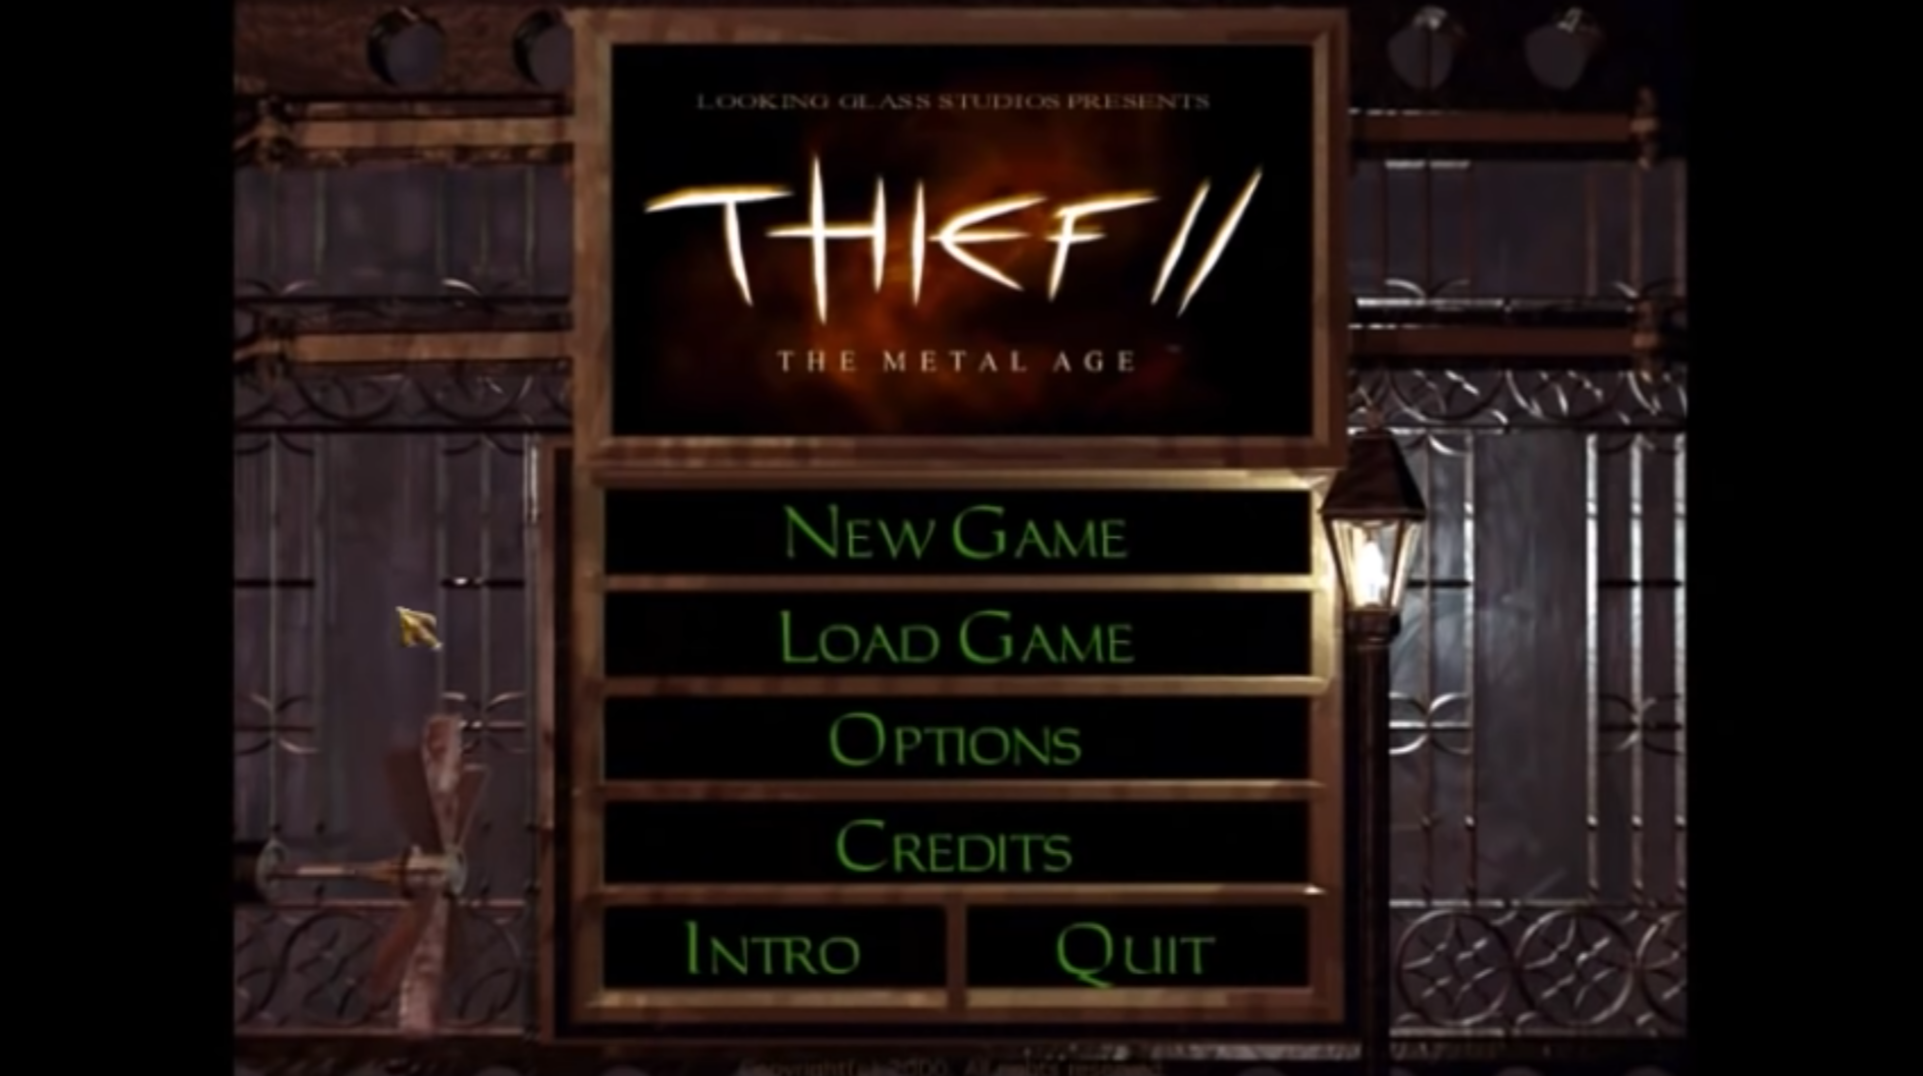 LOOKING GLASS STUDIOS PRESENTS
THIEF II
THE METAL AGE
NEW GAME
LOAD GAME
OPTIONS
CREDITS
INTRO
QUIT